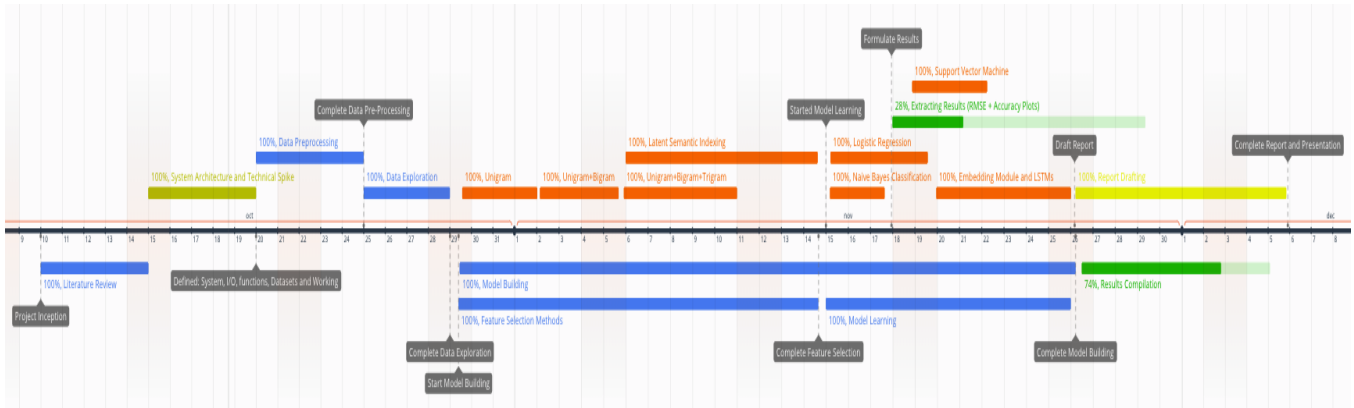 Formulate Results
100%, Support Vector Machine
28%, Extracting Results (RMSE + Accuracy Plots)
Complete Data Pre-Processing
Started Model Learning
100%, Data Preprocessing
100%, Latent Semantic Indexing
100%, Logistic Regression
Draft Report
Complete Report and Presentation
100%, System Architecture and Technical Spike
100%, Data Exploration
100%, Unigram
100%, Unigram+Bigram
100%, Unigram+Bigram+Trigram
100%, Naive Bayes Classification
100%, Embedding Module and LSTMs
100%, Report Drafting
oct nov dec
9 10 11 12 13 14 15 16 17 18 19 20 21 22 23 24 25 26 27 28 29 30 31 2 3 4 5 6 7 8 9 10 11 12 13 14 15 16 17 18 19 20 21 22 23 24 25 26 27 28 29 30 2 3 4 5 6 7 8
100%, Literature Review
Defined: System, I/O, functions, Datasets and Working
100%, Model Building
74%, Results Compilation
Project Inception
100%, Feature Selection Methods
100%, Model Learning
Complete Data Exploration
Complete Feature Selection
Complete Model Building
Start Model Building